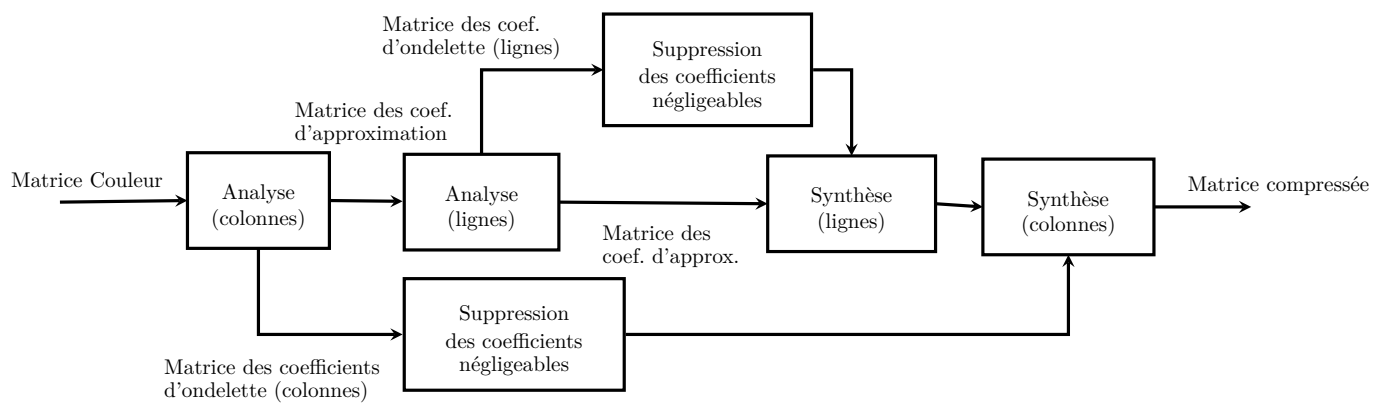 Matrice des coef.
d'ondelette (lignes)
Suppression
des coefficients
négligeables
Matrice des coef.
d'approximation
Matrice Couleur
Analyse
(colonnes)
Analyse
(lignes)
Synthèse
(lignes)
Synthèse
(colonnes)
Matrice compressée
Matrice des
coef. d'approx.
Suppression
des coefficients
négligeables
Matrice des coefficients
d'ondelette (colonnes)